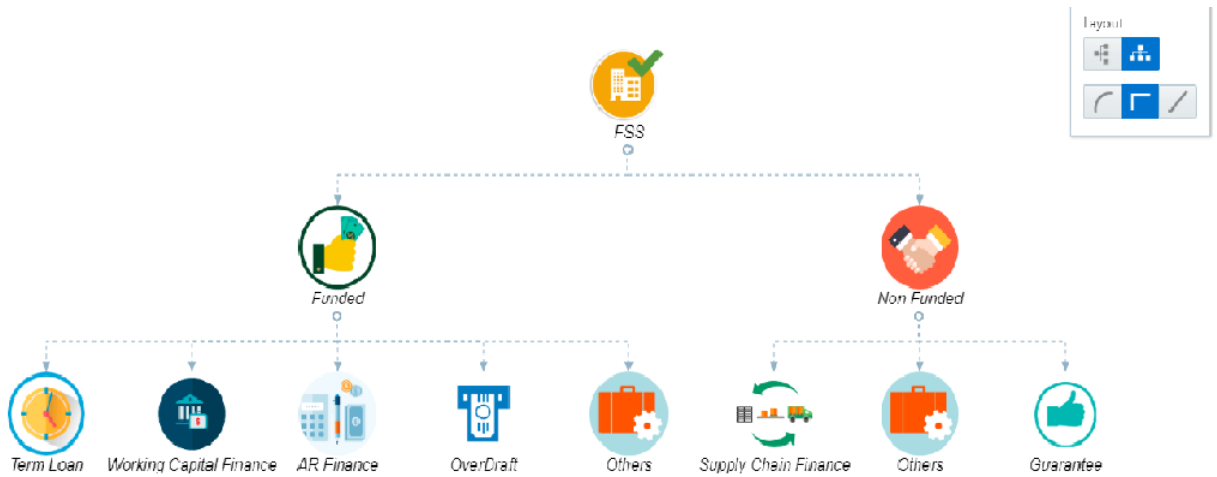 Layout
FSS
Funded
Non Funded
Term Loan
Working Capital Finance
AR Finance
OverDraft
Others
Supply Chain Finance
Others
Guarantee